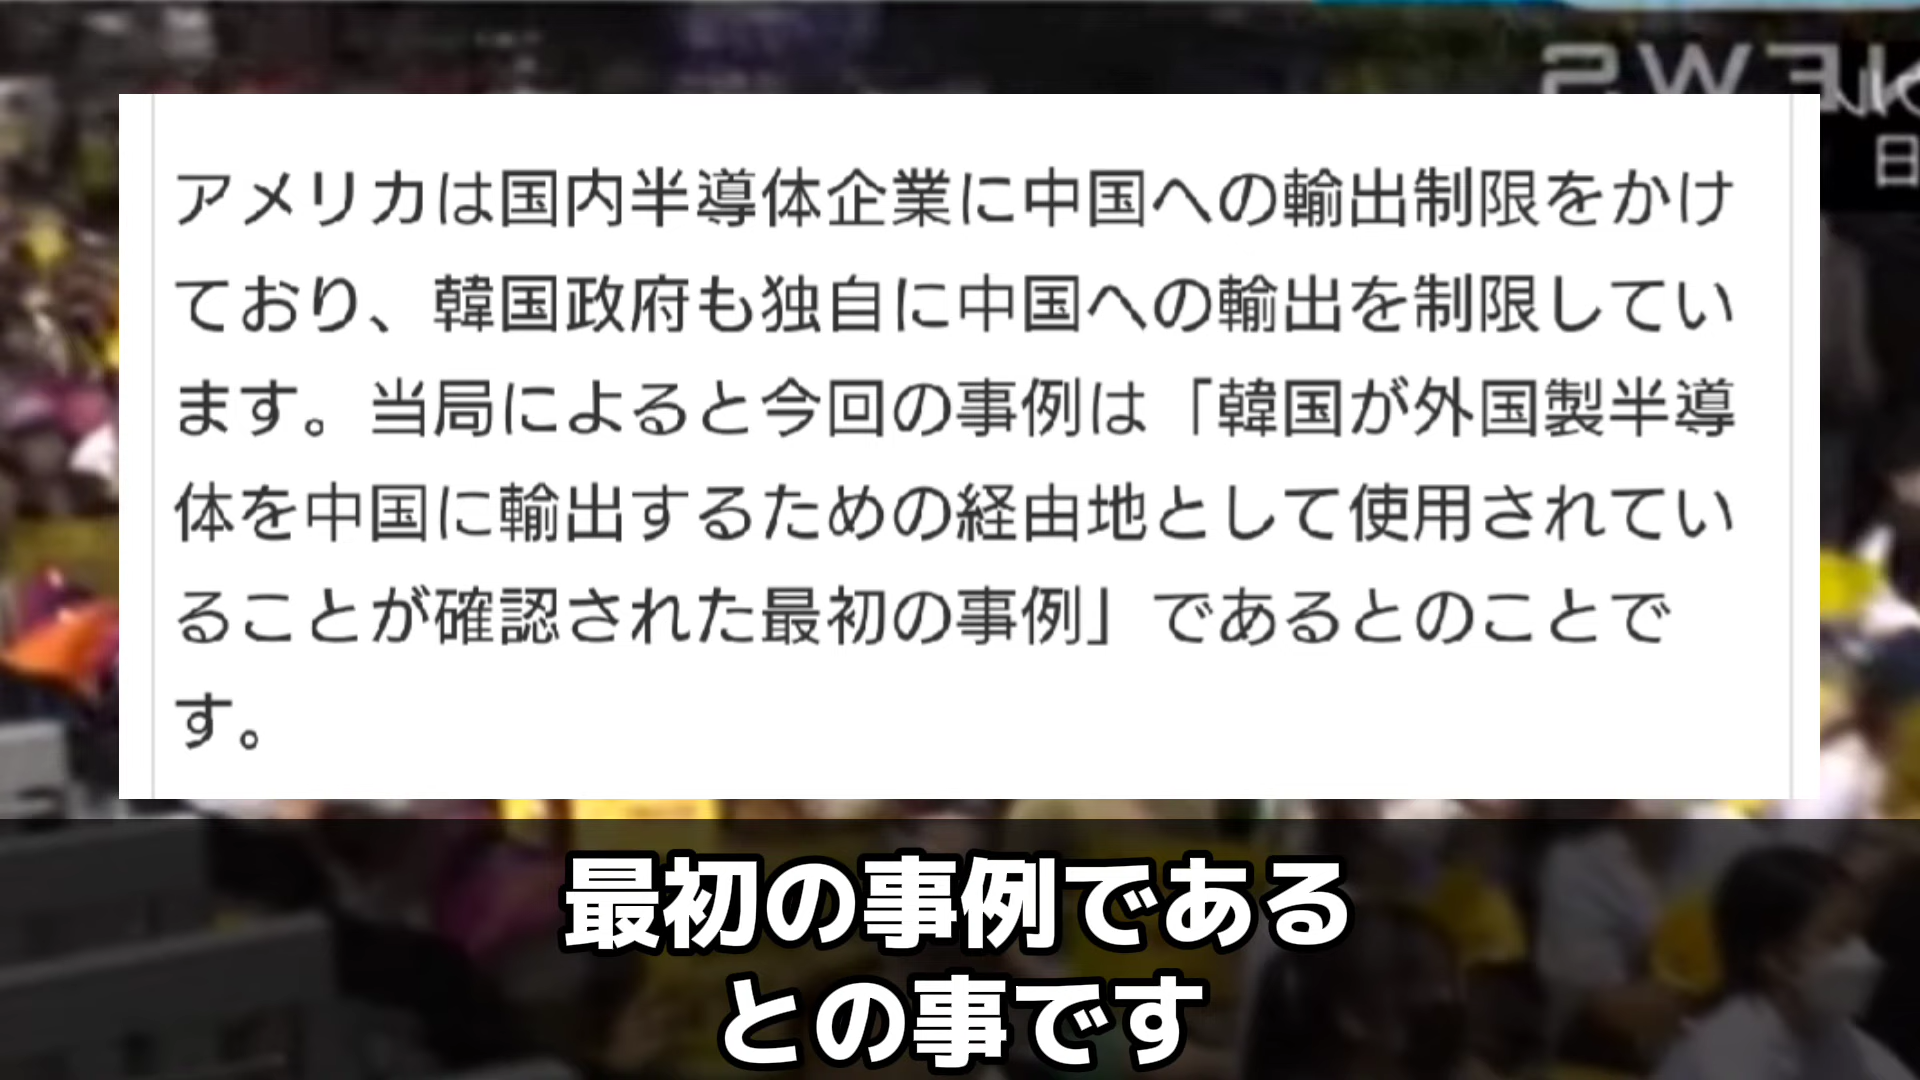 NEWS
日
アメリカは国内半導体企業に中国への輸出制限をかけ
ており、韓国政府も独自に中国への輸出を制限してい
ます。当局によると今回の事例は「韓国が外国製半導
体を中国に輸出するための経由地として使用されてい
ることが確認された最初の事例」であるとのことで
す。
最初の事例である
との事です